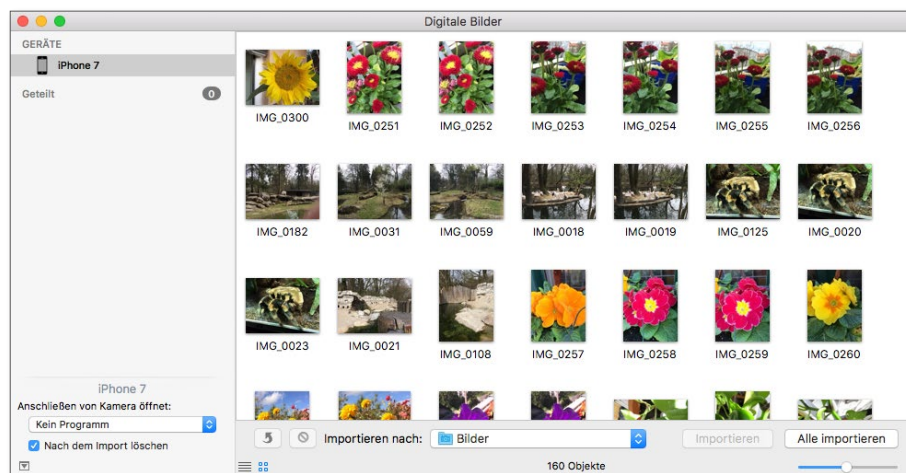 Digitale Bilder
GERÄTE
iPhone 7
Geteilt 0
IMG_0300 IMG_0251 IMG_0252 IMG_0253 IMG_0254 IMG_0255 IMG_0256
IMG_0182 IMG_0031 IMG_0059 IMG_0018 IMG_0019 IMG_0125 IMG_0020
IMG_0023 IMG_0021 IMG_0108 IMG_0257 IMG_0258 IMG_0259 IMG_0260
iPhone 7
Anschließen von Kamera öffnet:
Kein Programm
Nach dem Import löschen
Importieren nach: Bilder Importieren Alle importieren
160 Objekte